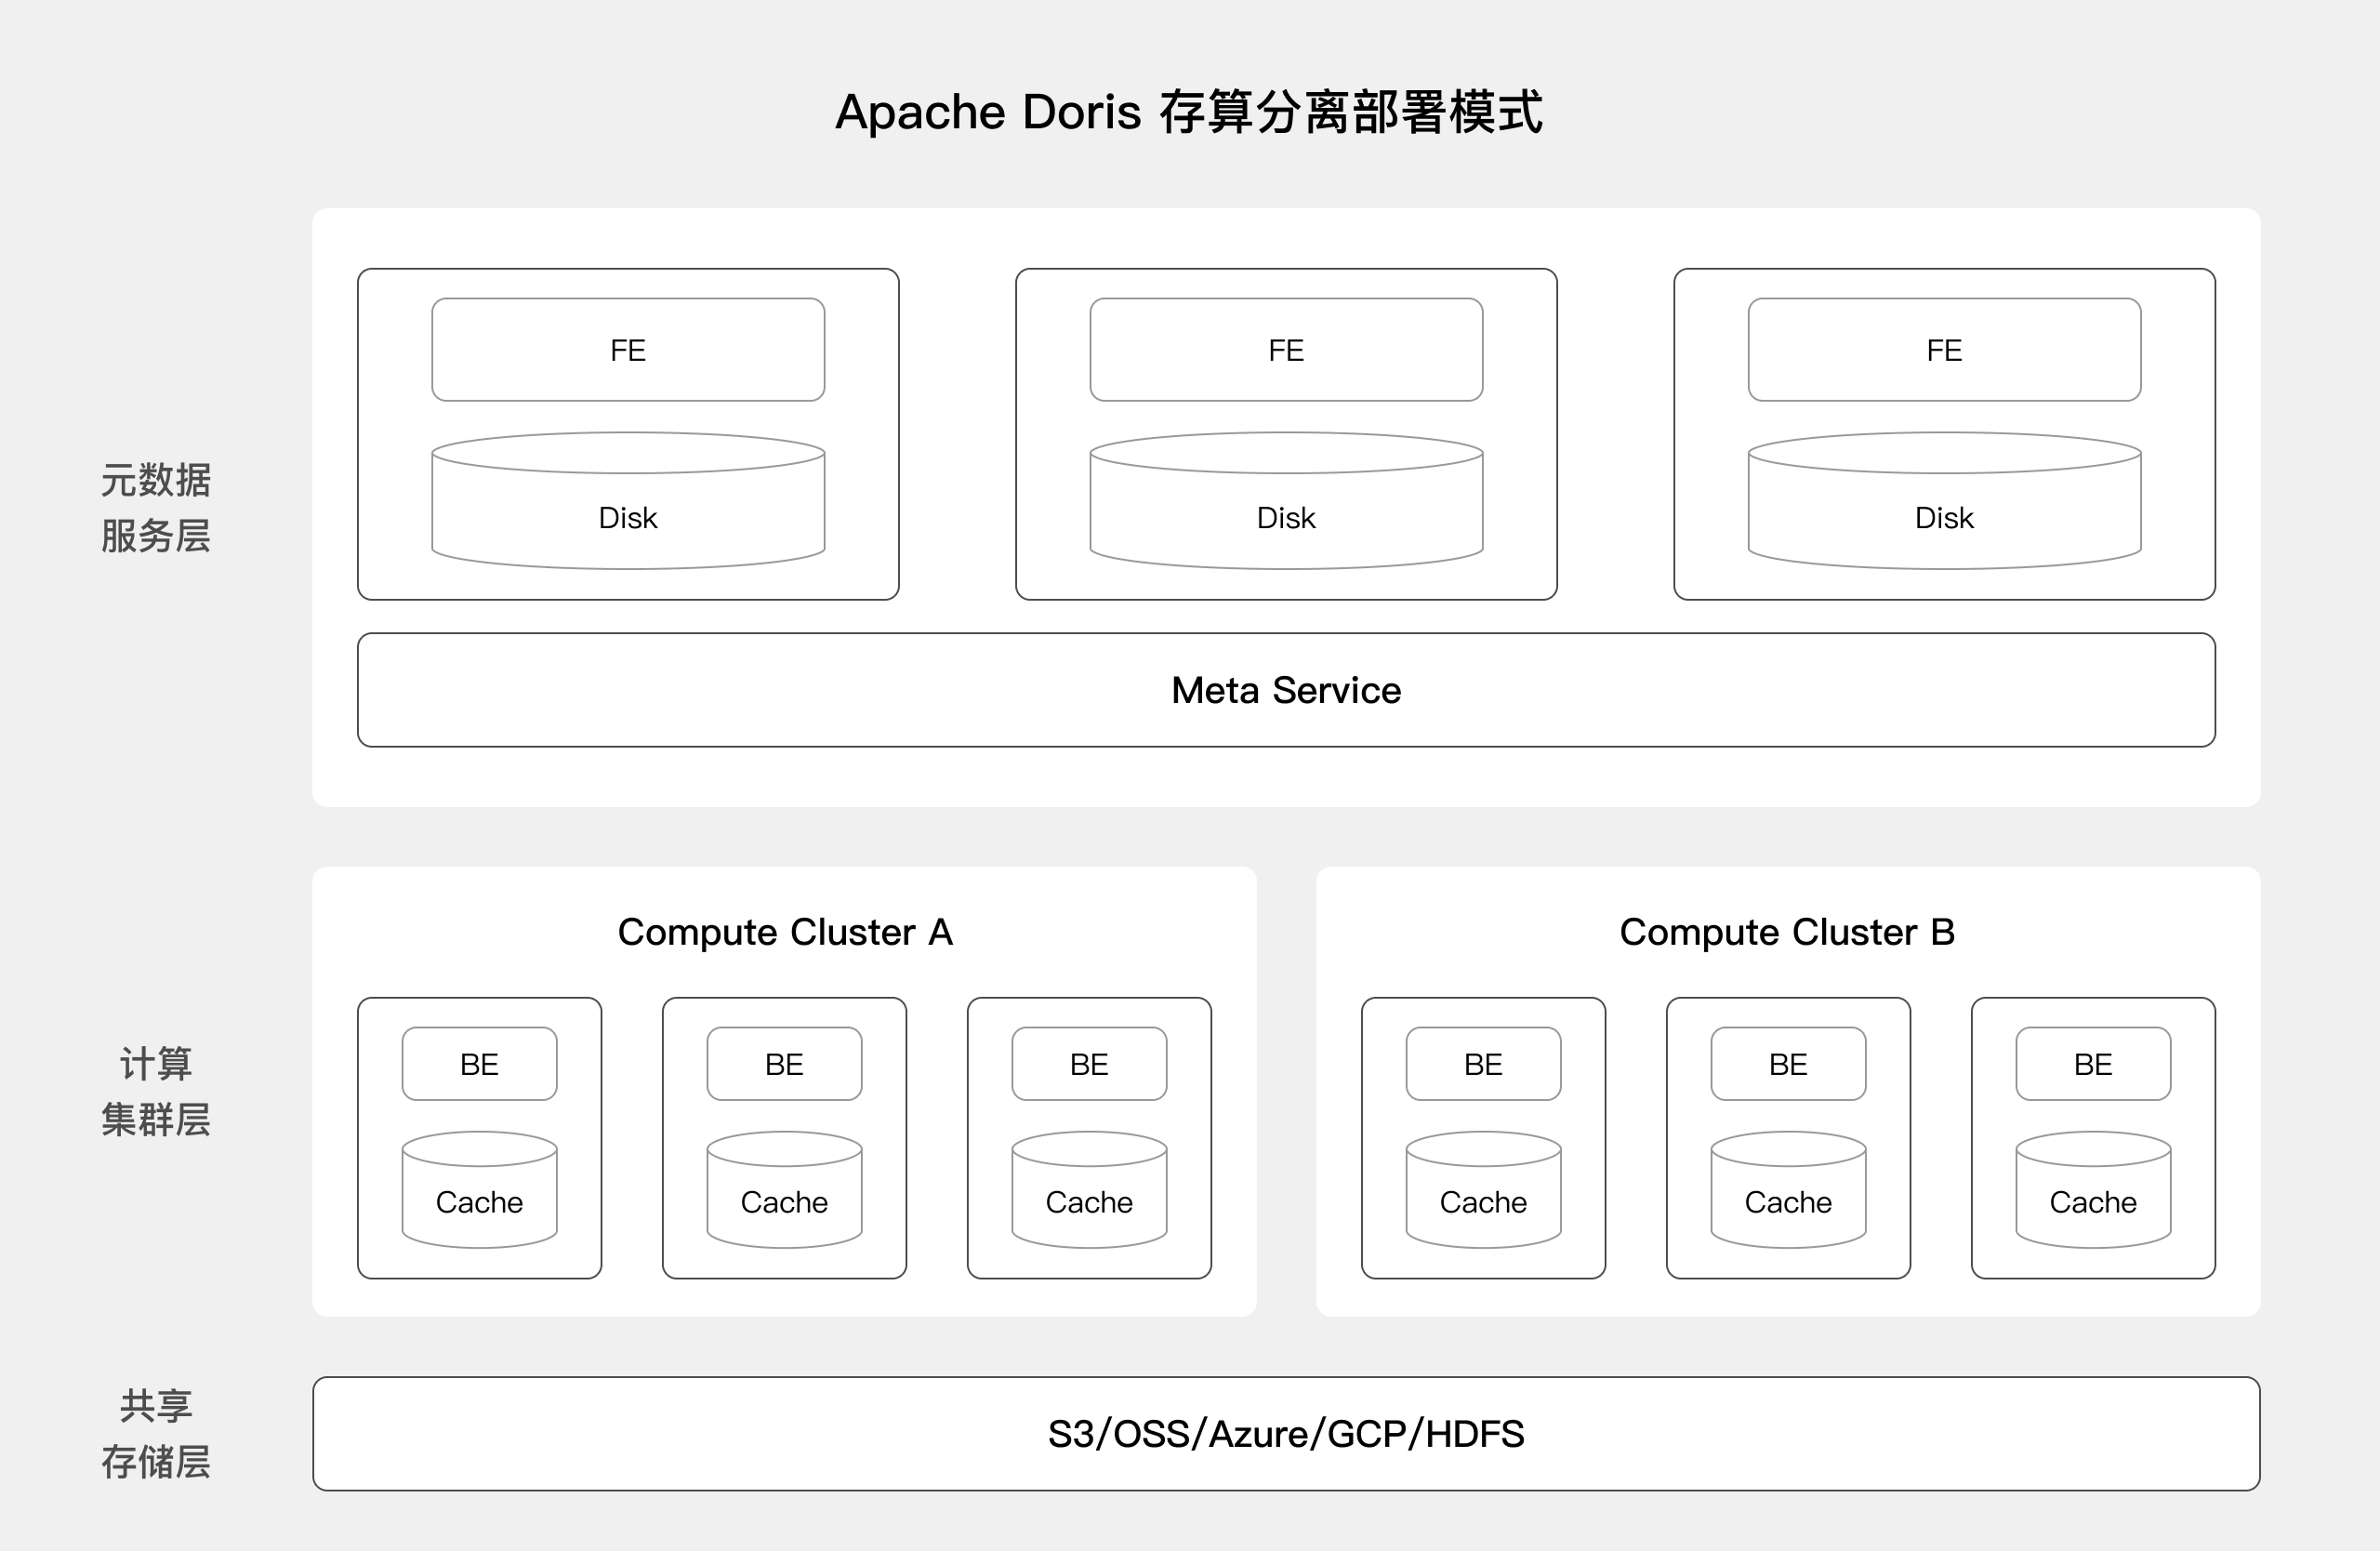 Apache Doris 存算分离部署模式
元数据
服务层
FE
FE
FE
Disk
Disk
Disk
Meta Service
计算
集群层
Compute Cluster A
BE
BE
BE
Cache
Cache
Cache
Compute Cluster B
BE
BE
BE
Cache
Cache
Cache
共享
存储层
S3/OSS/Azure/GCP/HDFS